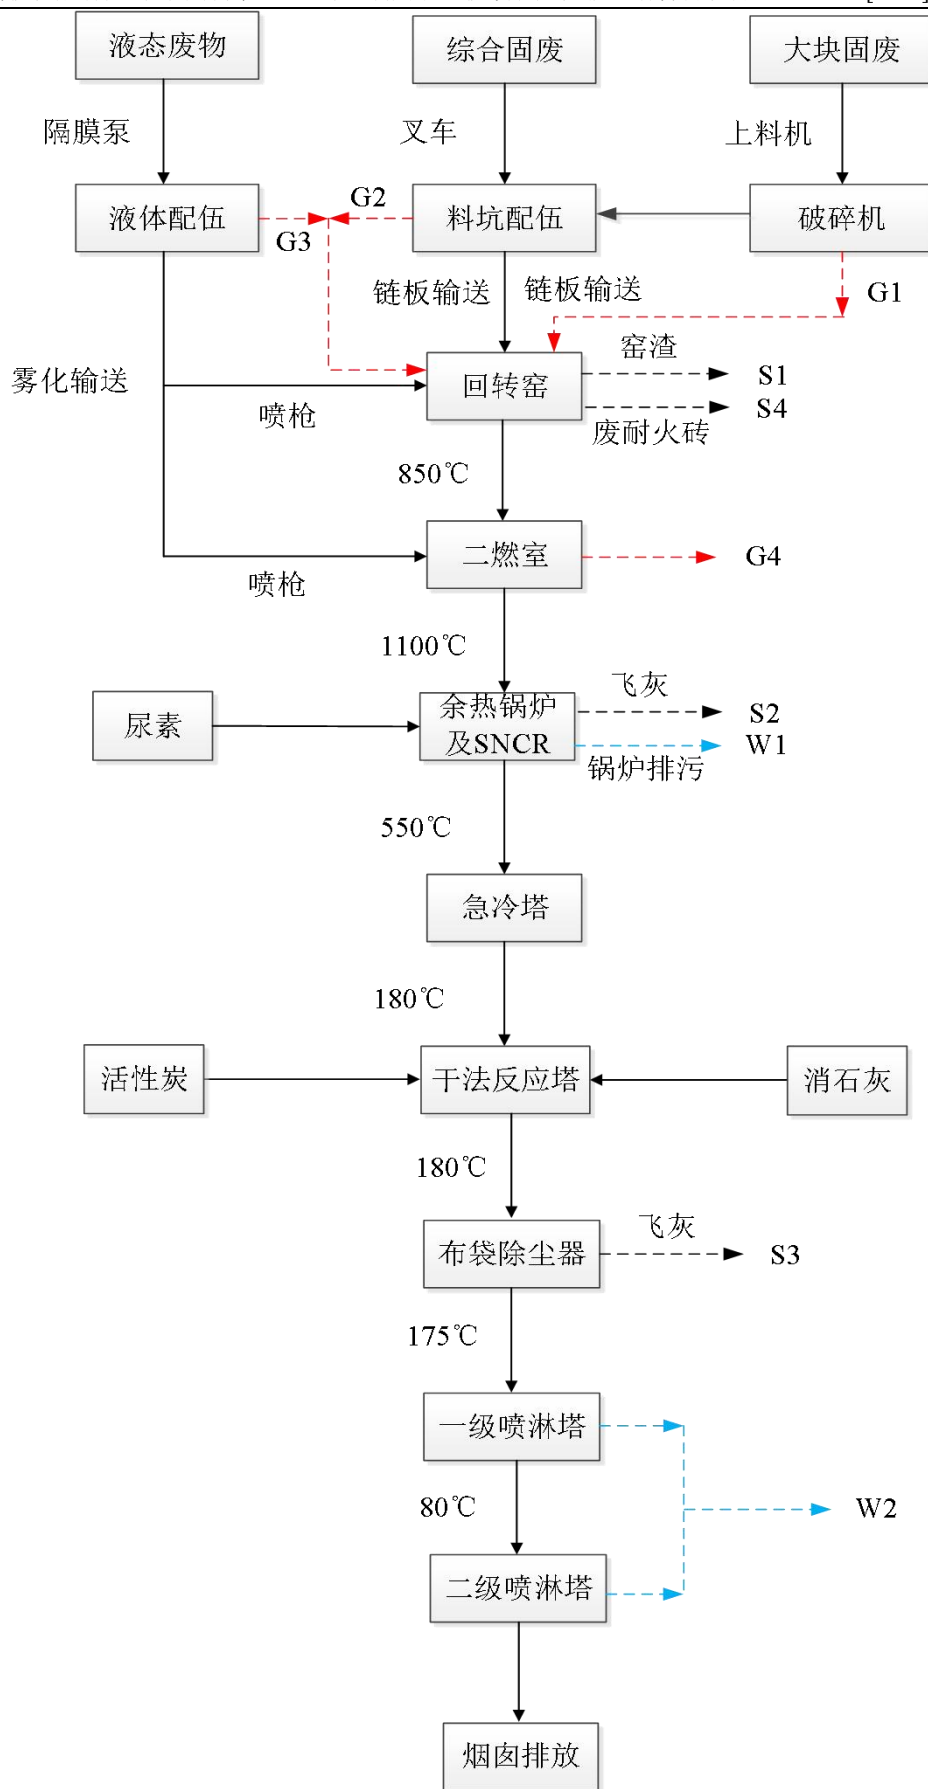 液态废物
综合固废
大块固废
隔膜泵
叉车
上料机
液体配伍
G2
G3
料坑配伍
破碎机
G1
链板输送
链板输送
雾化输送
喷枪
回转窑
窑渣
S1
S4
废耐火砖
850℃
二燃室
G4
喷枪
1100℃
尿素
余热锅炉
及SNCR
飞灰
S2
W1
锅炉排污
550℃
急冷塔
180℃
活性炭
干法反应塔
消石灰
180℃
布袋除尘器
飞灰
S3
175℃
一级喷淋塔
80℃
W2
二级喷淋塔
烟囱排放